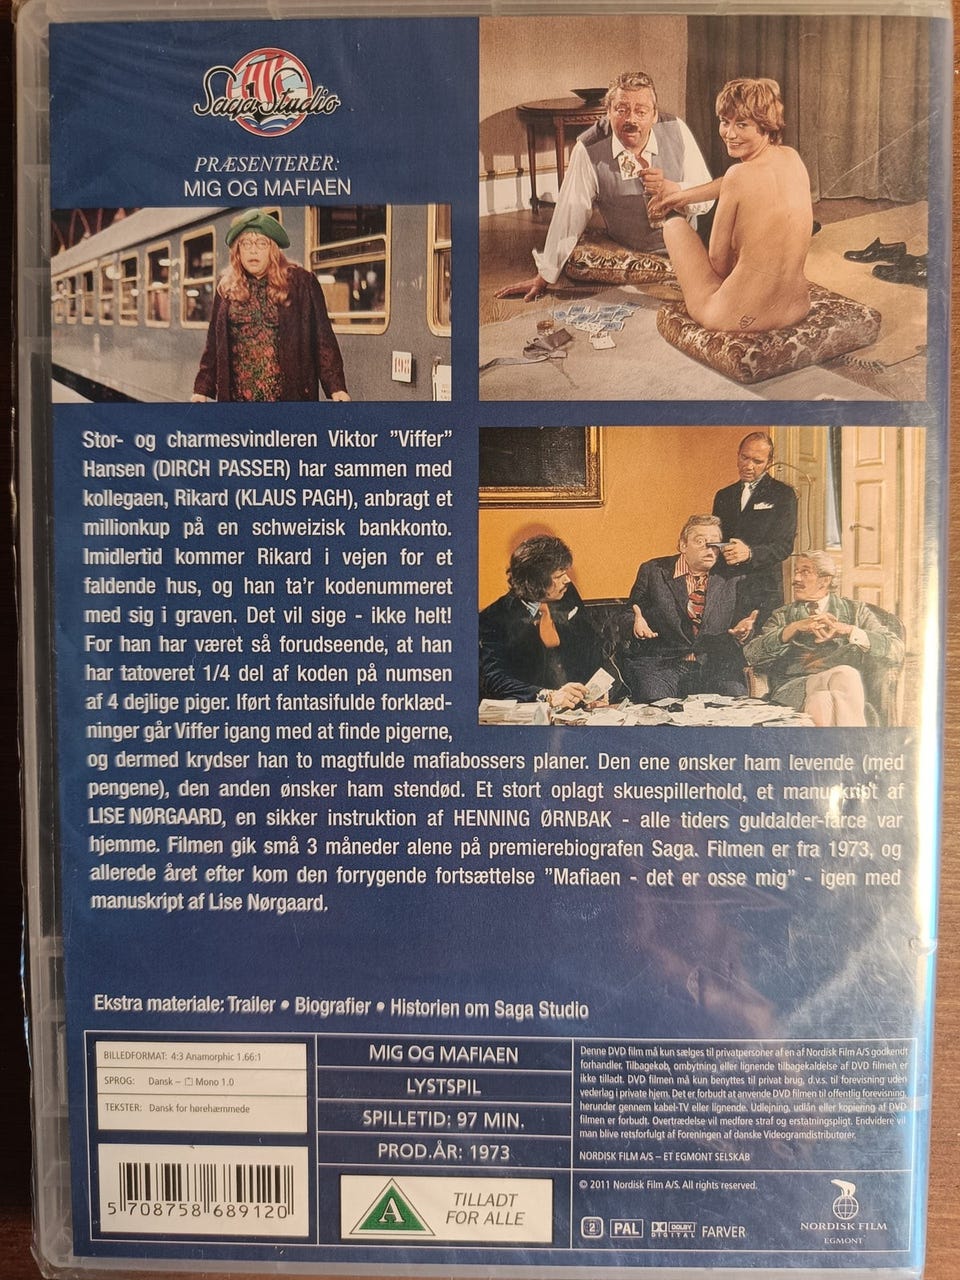 Saga Studio
PRÆSENTERER:
MIG OG MAFIAEN
198
Stor- og charmesvindleren Viktor "Viffer"
Hansen (DIRCH PASSER) har sammen med
kollegaen, Rikard (KLAUS PAGH), anbragt et
millionkup på en schweizisk bankkonto.
Imidlertid kommer Rikard i vejen for et
faldende hus, og han ta'r kodenummeret
med sig i graven. Det vil sige - ikke helt!
For han har været så forudseende, at han
har tatoveret 1/4 del af koden på numsen
af 4 dejlige piger. Iført fantasifulde forklæd-
ninger går Viffer igang med at finde pigerne,
og dermed krydser han to magtfulde mafiabossers planer. Den ene ønsker ham levende (med
pengene), den anden ønsker ham stendød. Et stort oplagt skuespillerhold, et manuskript af
LISE NØRGAARD, en sikker instruktion af HENNING ØRNBAK - alle tiders guldalder-farce var
hjemme. Filmen gik små 3 måneder alene på premierebiografen Saga. Filmen er fra 1973, og
allerede året efter kom den forrygende fortsættelse "Mafiaen - det er osse mig" - igen med
manuskript af Lise Nørgaard.
Ekstra materiale: Trailer • Biografier • Historien om Saga Studio
BILLEDFORMAT: 4:3 Anamorphic 1.66:1
SPROG: Dansk – Mono 1.0
TEKSTER: Dansk for hørehæmmede
5 708758 689120
MIG OG MAFIAEN
LYSTSPIL
SPILLETID: 97 MIN.
PROD.ÅR: 1973
A
TILLADT
FOR ALLE
Denne DVD film må kun sælges til privatpersoner af en af Nordisk Film A/S godkendt
forhandler. Tilbagekøb, ombytning eller lignende tilbagekaldelse af DVD filmen er
ikke tilladt. DVD filmen må kun benyttes til privat brug, d.v.s. til forevisning uden
vederlag i private hjem. Det er forbudt at anvende DVD filmen til offentlig forevisning,
herunder gennem kabel-TV eller lignende. Udlejning, udlån eller kopiering af DVD
filmen er forbudt. Overtrædelse vil medføre straf og erstatningspligt. Endvidere vil
man blive retsforfulgt af Foreningen af danske Videogramdistributører.
NORDISK FILM A/S – ET EGMONT SELSKAB
© 2011 Nordisk Film A/S. All rights reserved.
2 PAL DOLBY DIGITAL FARVER
NORDISK FILM
EGMONT